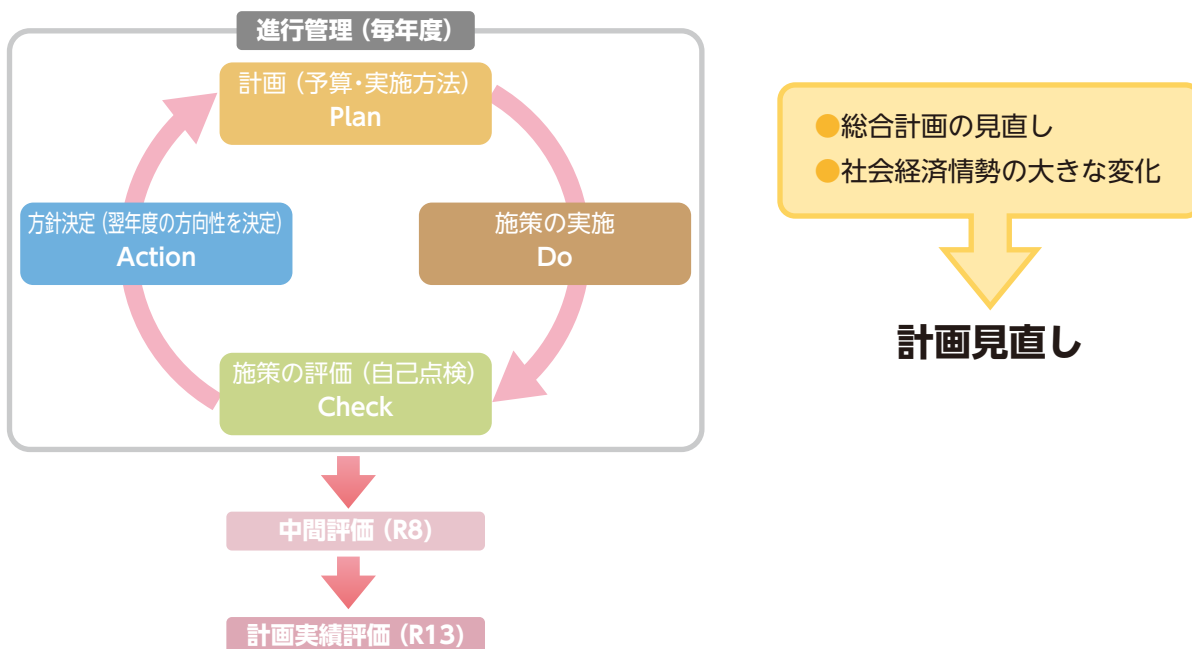 進行管理（毎年度）
計画（予算・実施方法）
Plan
方針決定（翌年度の方向性を決定）
Action
施策の実施
Do
施策の評価（自己点検）
Check
中間評価（R8）
計画実績評価（R13）
●総合計画の見直し
●社会経済情勢の大きな変化
計画見直し